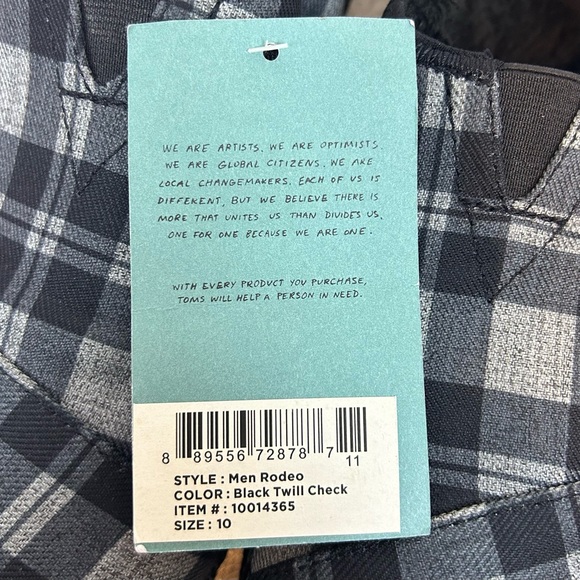 WE ARE ARTISTS. WE ARE OPTIMISTS.
WE ARE GLOBAL CITIZENS. WE ARE
LOCAL CHANGEMAKERS. EACH OF US IS
DIFFERENT, BUT WE BELIEVE THERE IS
MORE THAT UNITES US THAN DIVIDES US.
ONE FOR ONE BECAUSE WE ARE ONE.
WITH EVERY PRODUCT YOU PURCHASE,
TOMS WILL HELP A PERSON IN NEED.
8 89556 72878 7 11
STYLE : Men Rodeo
COLOR : Black Twill Check
ITEM # : 10014365
SIZE : 10